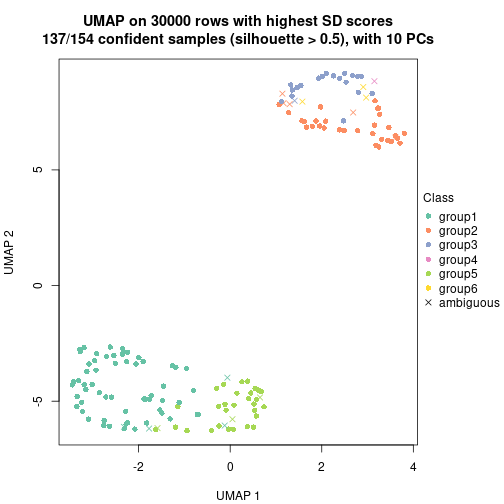 UMAP on 30000 rows with highest SD scores
137/154 confident samples (silhouette > 0.5), with 10 PCs
UMAP 2
5
0
-5
-2
0
2
4
UMAP 1
Class
group1
group2
group3
group4
group5
group6
ambiguous